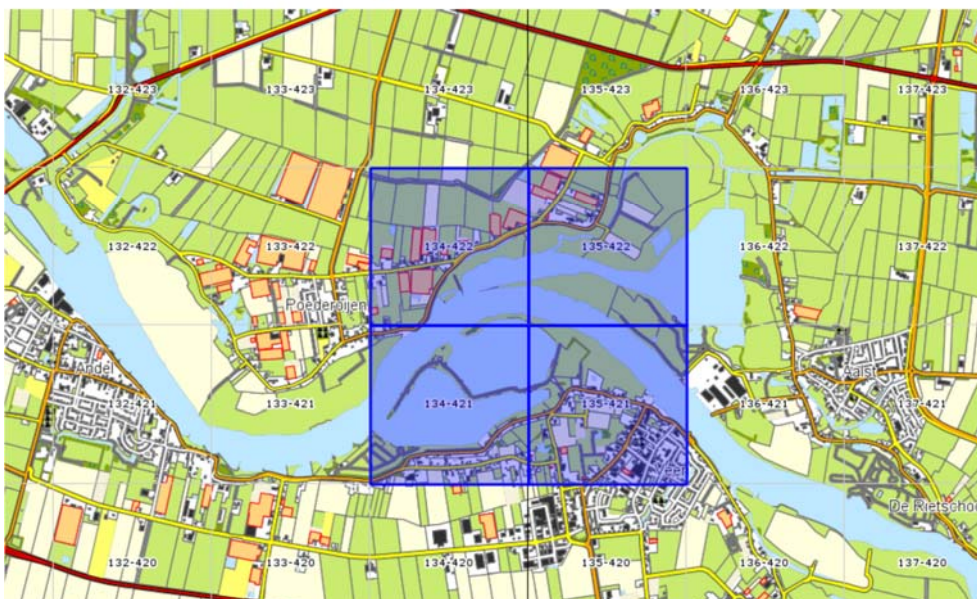 132-423 133-423 134-423 135-423 136-423 137-423
132-422 133-422 134-422 135-422 136-422 137-422
Poederoijen
Andel Aalst
132-421 133-421 134-421 135-421 136-421 137-421
De Rietschoo
132-420 133-420 134-420 135-420 136-420 137-420